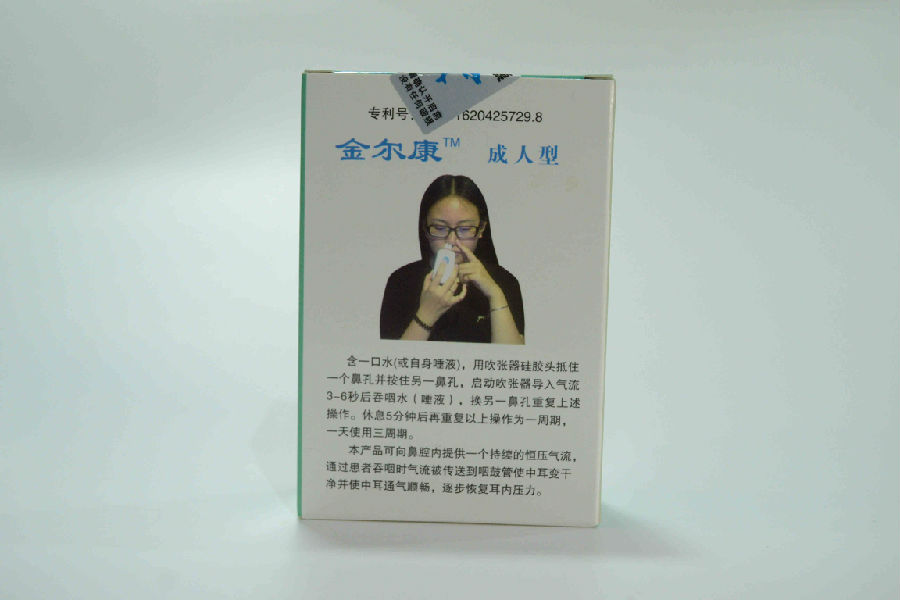 专利号：1620425729.8
金尔康™ 成人型
含一口水(或自身唾液)，用吹张器硅胶头抵住
一个鼻孔并按住另一鼻孔，启动吹张器导入气流
3-6秒后吞咽水（唾液），换另一鼻孔重复上述
操作。休息5分钟后再重复以上操作为一周期，
一天使用三周期。
本产品可向鼻腔内提供一个持续的恒压气流，
通过患者吞咽时气流被传送到咽鼓管使中耳变干
净并使中耳通气顺畅，逐步恢复耳内压力。